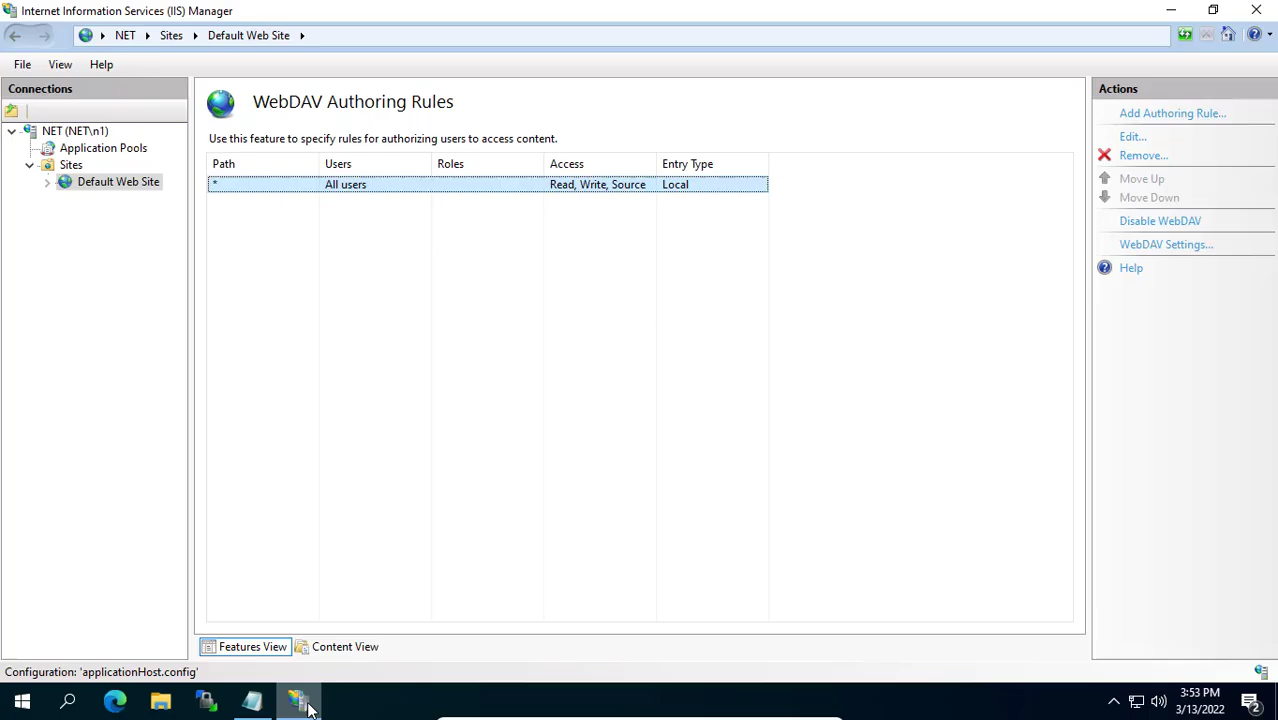 Internet Information Services (IIS) Manager
NET Sites Default Web Site
File View Help
Connections
NET (NET\n1)
Application Pools
Sites
Default Web Site
WebDAV Authoring Rules
Use this feature to specify rules for authorizing users to access content.
Path Users Roles Access Entry Type
* All users Read, Write, Source Local
Features View Content View
Actions
Add Authoring Rule...
Edit...
Remove...
Move Up
Move Down
Disable WebDAV
WebDAV Settings...
Help
Configuration: 'applicationHost.config'
3:53 PM
3/13/2022
2